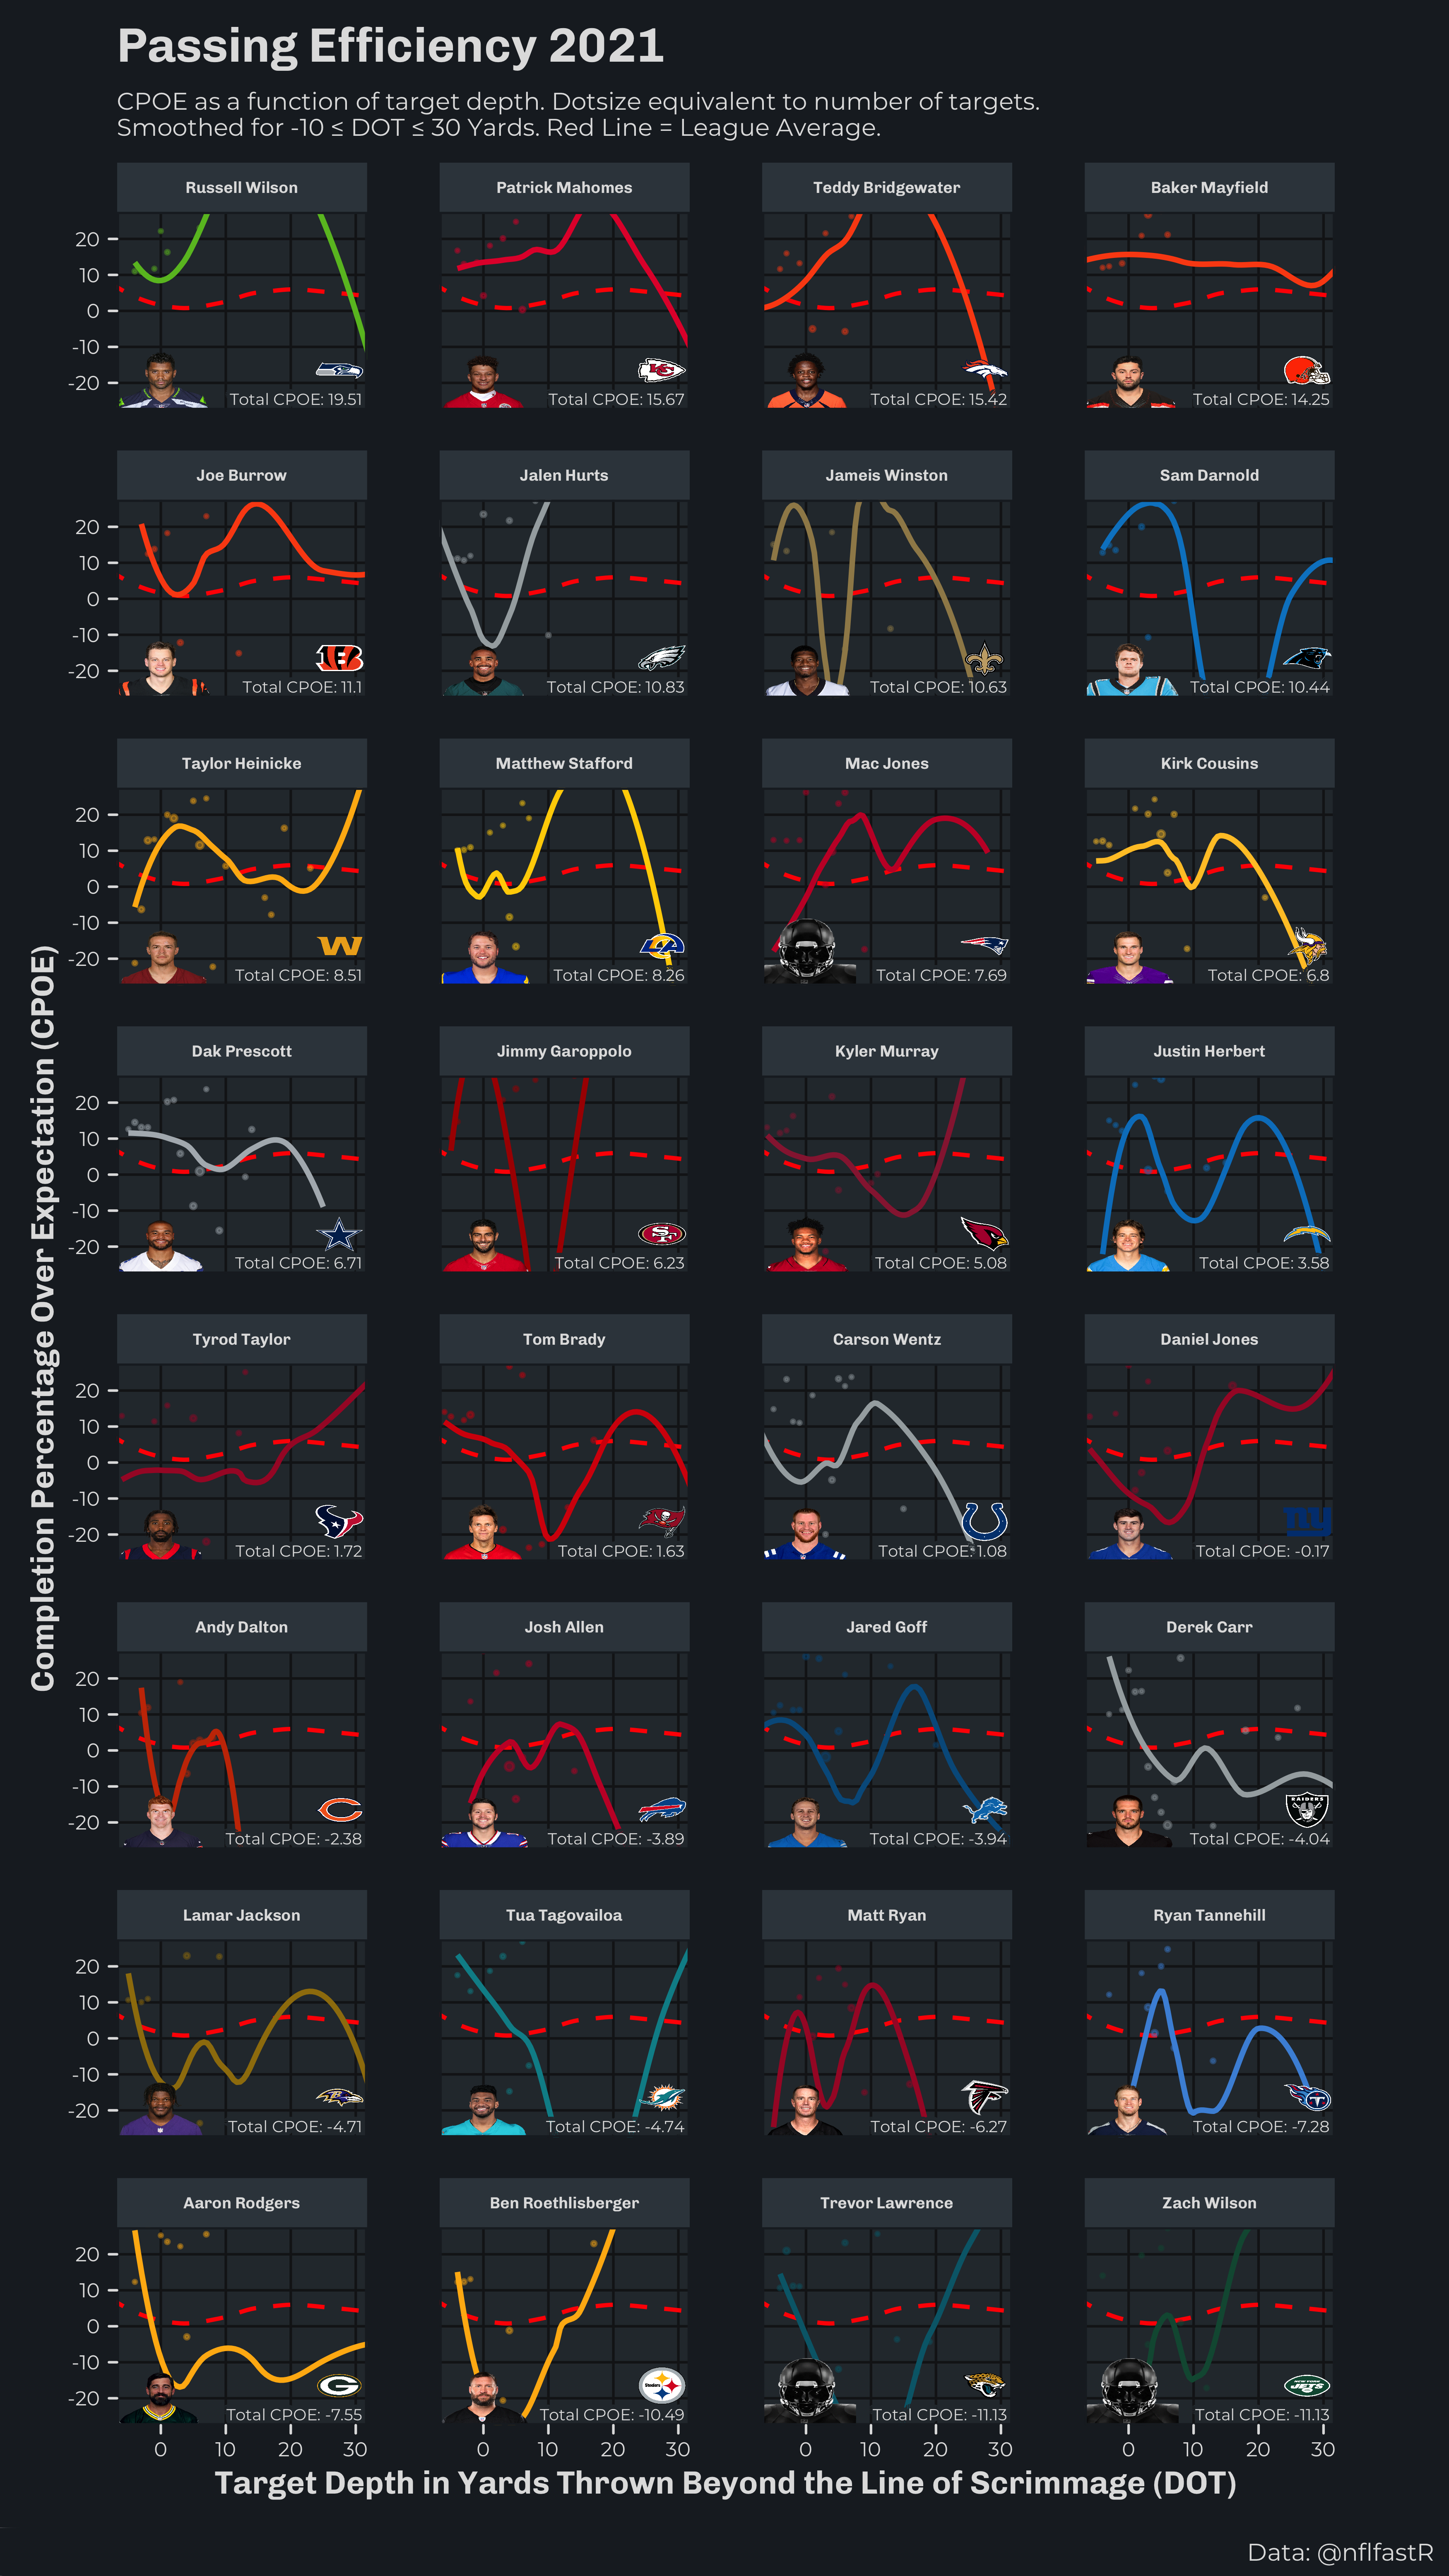 Passing Efficiency 2021
CPOE as a function of target depth. Dotsize equivalent to number of targets.
Smoothed for -10 ≤ DOT ≤ 30 Yards. Red Line = League Average.
Russell Wilson Patrick Mahomes Teddy Bridgewater Baker Mayfield
20
10
0
-10
-20
Total CPOE: 19.51 Total CPOE: 15.67 Total CPOE: 15.42 Total CPOE: 14.25
Joe Burrow Jalen Hurts Jameis Winston Sam Darnold
20
10
0
-10
-20
Total CPOE: 11.1 Total CPOE: 10.83 Total CPOE: 10.63 Total CPOE: 10.44
Taylor Heinicke Matthew Stafford Mac Jones Kirk Cousins
20
10
0
-10
-20
W
LA
Total CPOE: 8.51 Total CPOE: 8.26 Total CPOE: 7.69 Total CPOE: 6.8
Dak Prescott Jimmy Garoppolo Kyler Murray Justin Herbert
20
10
0
-10
-20
SF
Total CPOE: 6.71 Total CPOE: 6.23 Total CPOE: 5.08 Total CPOE: 3.58
Tyrod Taylor Tom Brady Carson Wentz Daniel Jones
20
10
0
-10
-20
ny
Total CPOE: 1.72 Total CPOE: 1.63 Total CPOE: 1.08 Total CPOE: -0.17
Andy Dalton Josh Allen Jared Goff Derek Carr
20
10
0
-10
-20
RAIDERS
Total CPOE: -2.38 Total CPOE: -3.89 Total CPOE: -3.94 Total CPOE: -4.04
Lamar Jackson Tua Tagovailoa Matt Ryan Ryan Tannehill
20
10
0
-10
-20
Total CPOE: -4.71 Total CPOE: -4.74 Total CPOE: -6.27 Total CPOE: -7.28
Aaron Rodgers Ben Roethlisberger Trevor Lawrence Zach Wilson
20
10
0
-10
-20
G
Steelers
JETS
Total CPOE: -7.55 Total CPOE: -10.49 Total CPOE: -11.13 Total CPOE: -11.13
0 10 20 30 0 10 20 30 0 10 20 30 0 10 20 30
Completion Percentage Over Expectation (CPOE)
Target Depth in Yards Thrown Beyond the Line of Scrimmage (DOT)
Data: @nflfastR